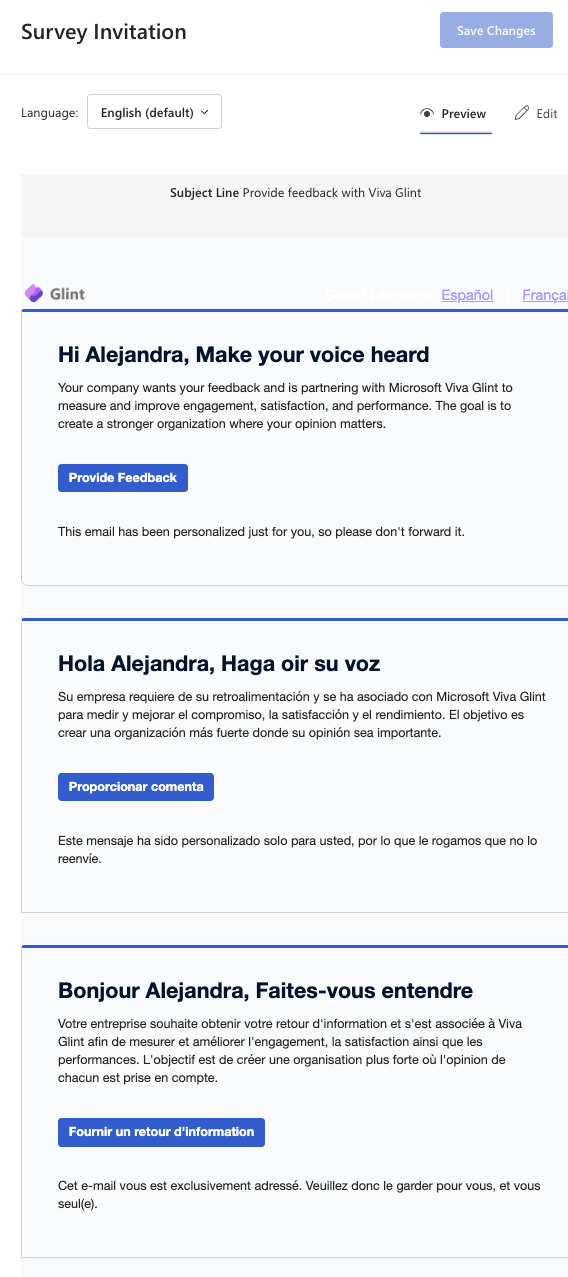 Survey Invitation
Save Changes
Language: English (default)
Preview
Edit
Subject Line Provide feedback with Viva Glint
Glint
Select Language Español | Françai
Hi Alejandra, Make your voice heard
Your company wants your feedback and is partnering with Microsoft Viva Glint to
measure and improve engagement, satisfaction, and performance. The goal is to
create a stronger organization where your opinion matters.
Provide Feedback
This email has been personalized just for you, so please don't forward it.
Hola Alejandra, Haga oir su voz
Su empresa requiere de su retroalimentación y se ha asociado con Microsoft Viva Glint
para medir y mejorar el compromiso, la satisfacción y el rendimiento. El objetivo es
crear una organización más fuerte donde su opinión sea importante.
Proporcionar comenta
Este mensaje ha sido personalizado solo para usted, por lo que le rogamos que no lo
reenvíe.
Bonjour Alejandra, Faites-vous entendre
Votre entreprise souhaite obtenir votre retour d'information et s'est associée à Viva
Glint afin de mesurer et améliorer l'engagement, la satisfaction ainsi que les
performances. L'objectif est de créer une organisation plus forte où l'opinion de
chacun est prise en compte.
Fournir un retour d'information
Cet e-mail vous est exclusivement adressé. Veuillez donc le garder pour vous, et vous
seul(e).